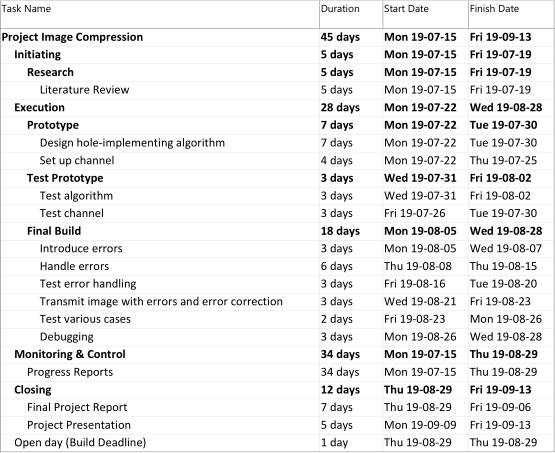 Task Name Duration Start Date Finish Date
Project Image Compression 45 days Mon 19-07-15 Fri 19-09-13
Initiating 5 days Mon 19-07-15 Fri 19-07-19
Research 5 days Mon 19-07-15 Fri 19-07-19
Literature Review 5 days Mon 19-07-15 Fri 19-07-19
Execution 28 days Mon 19-07-22 Wed 19-08-28
Prototype 7 days Mon 19-07-22 Tue 19-07-30
Design hole-implementing algorithm 7 days Mon 19-07-22 Tue 19-07-30
Set up channel 4 days Mon 19-07-22 Thu 19-07-25
Test Prototype 3 days Wed 19-07-31 Fri 19-08-02
Test algorithm 3 days Wed 19-07-31 Fri 19-08-02
Test channel 3 days Fri 19-07-26 Tue 19-07-30
Final Build 18 days Mon 19-08-05 Wed 19-08-28
Introduce errors 3 days Mon 19-08-05 Wed 19-08-07
Handle errors 6 days Thu 19-08-08 Thu 19-08-15
Test error handling 3 days Fri 19-08-16 Tue 19-08-20
Transmit image with errors and error correction 3 days Wed 19-08-21 Fri 19-08-23
Test various cases 2 days Fri 19-08-23 Mon 19-08-26
Debugging 3 days Mon 19-08-26 Wed 19-08-28
Monitoring & Control 34 days Mon 19-07-15 Thu 19-08-29
Progress Reports 34 days Mon 19-07-15 Thu 19-08-29
Closing 12 days Thu 19-08-29 Fri 19-09-13
Final Project Report 7 days Thu 19-08-29 Fri 19-09-06
Project Presentation 5 days Mon 19-09-09 Fri 19-09-13
Open day (Build Deadline) 1 day Thu 19-08-29 Thu 19-08-29